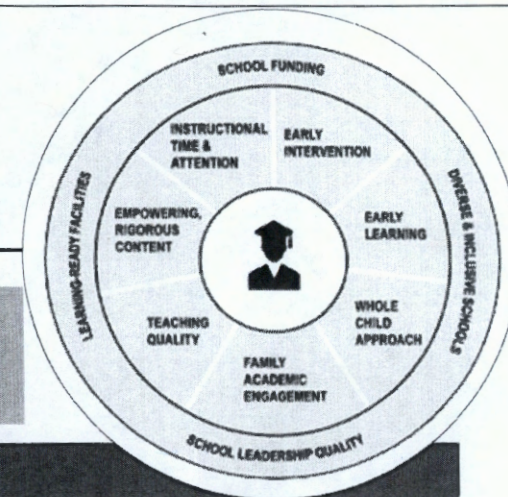 SCHOOL FUNDING
INSTRUCTIONAL
TIME &
ATTENTION
EARLY
INTERVENTION
LEARNING-READY FACILITIES
EMPOWERING,
RIGOROUS
CONTENT
EARLY
LEARNING
DIVERSE & INCLUSIVE SCHOOLS
TEACHING
QUALITY
WHOLE
CHILD
APPROACH
FAMILY
ACADEMIC
ENGAGEMENT
SCHOOL LEADERSHIP QUALITY